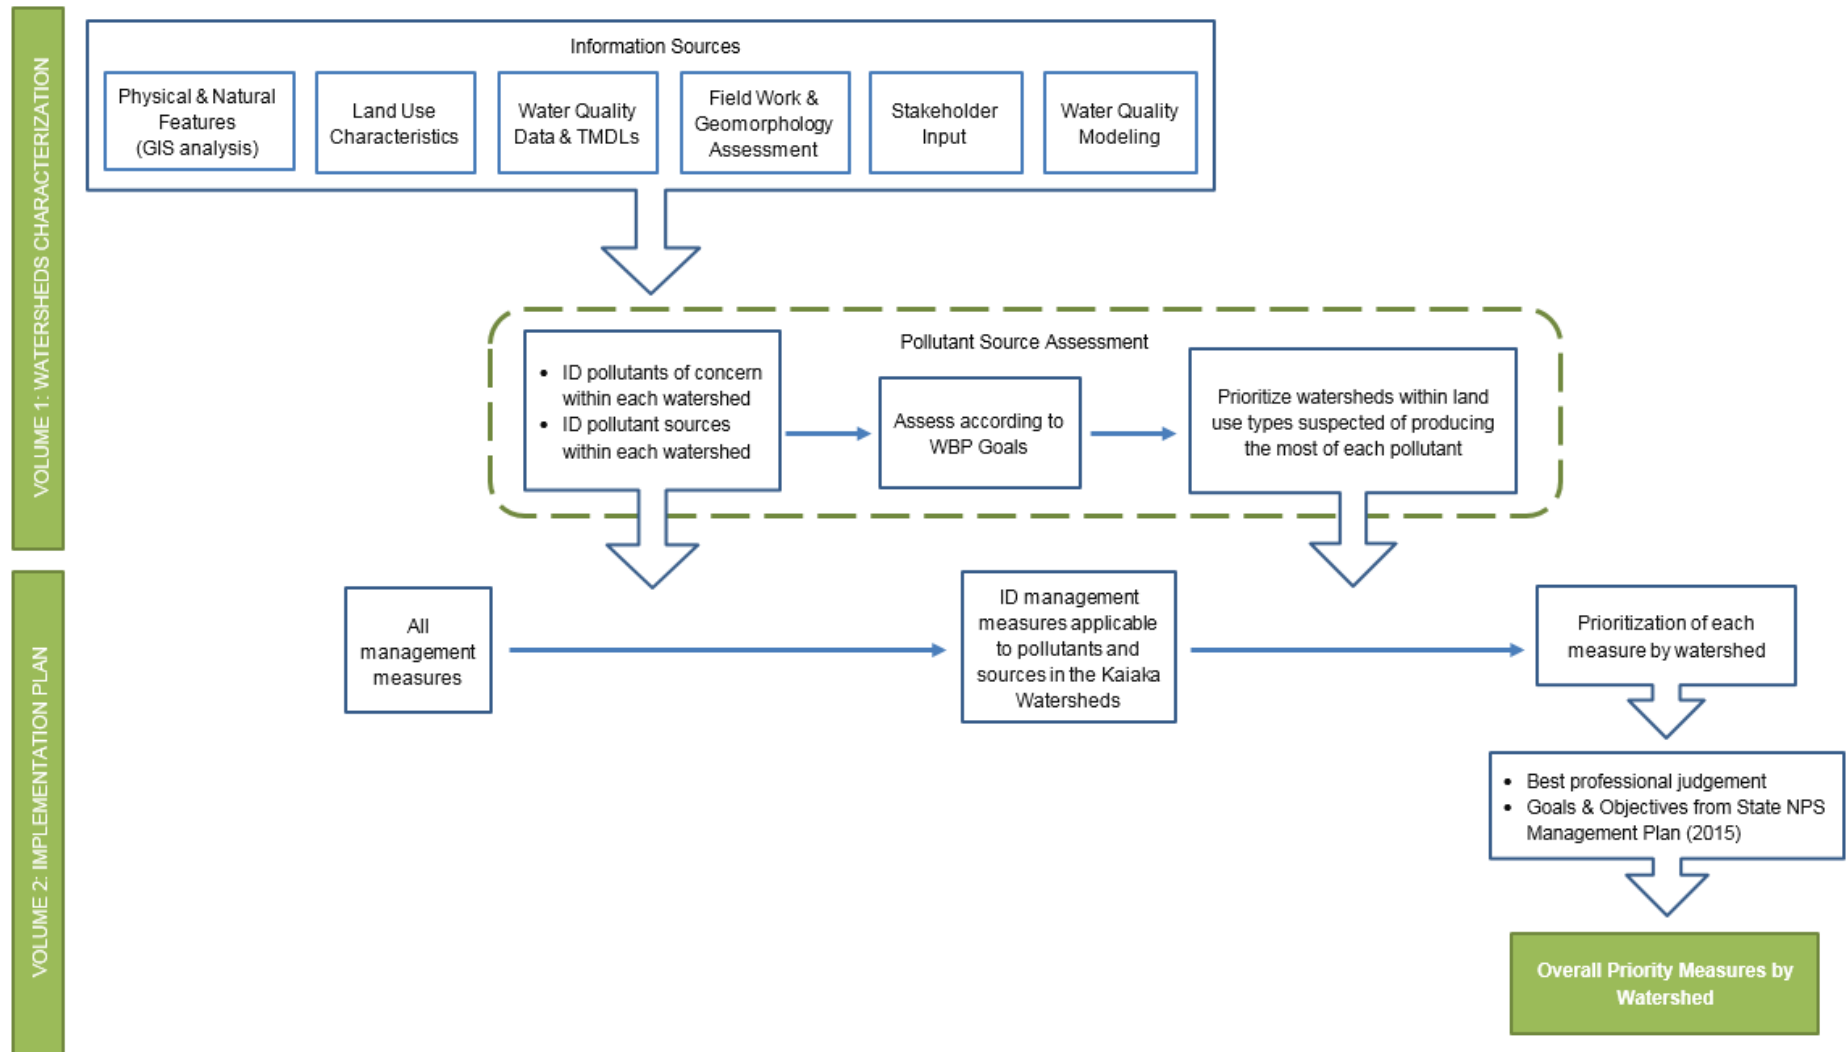 VOLUME 1: WATERSHEDS CHARACTERIZATION
Information Sources
Physical & Natural
Features
(GIS analysis)
Land Use
Characteristics
Water Quality
Data & TMDLs
Field Work &
Geomorphology
Assessment
Stakeholder
Input
Water Quality
Modeling
Pollutant Source Assessment
• ID pollutants of concern
within each watershed
• ID pollutant sources
within each watershed
Assess according to
WBP Goals
Prioritize watersheds within land
use types suspected of producing
the most of each pollutant
VOLUME 2: IMPLEMENTATION PLAN
All
management
measures
ID management
measures applicable
to pollutants and
sources in the Kaiaka
Watersheds
Prioritization of each
measure by watershed
• Best professional judgement
• Goals & Objectives from State NPS
Management Plan (2015)
Overall Priority Measures by
Watershed